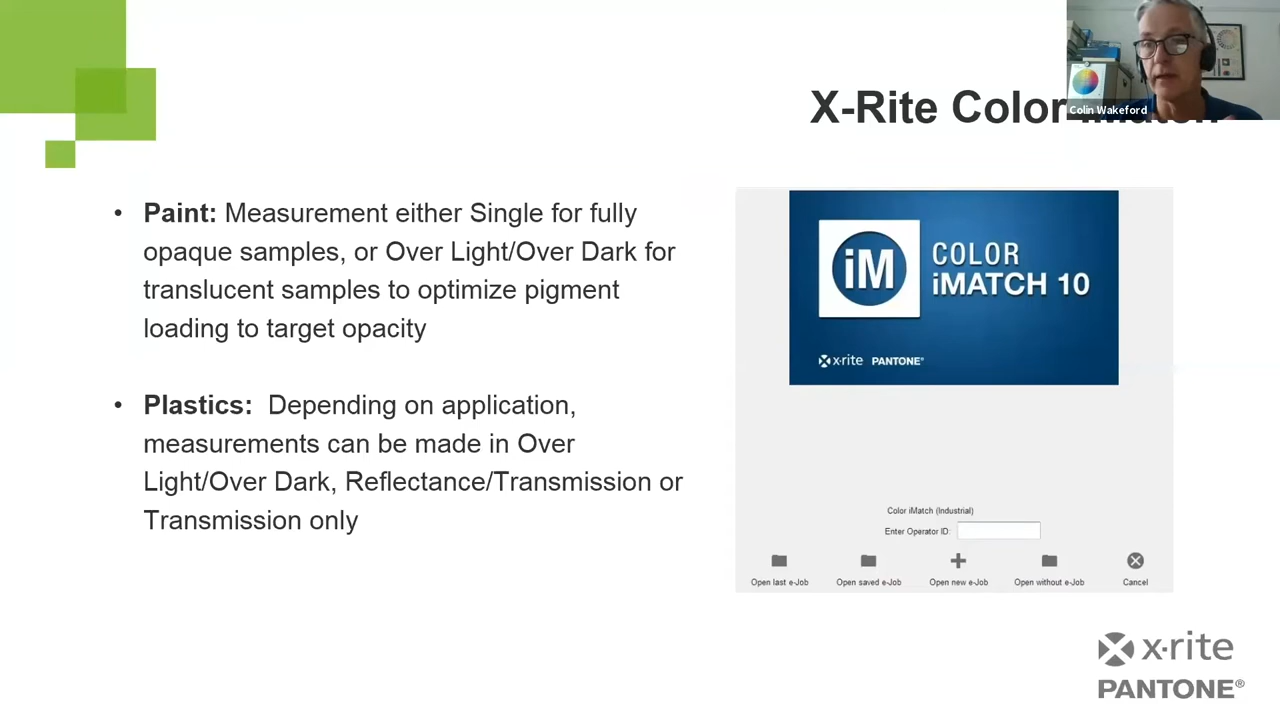 X-Rite Color
Colin Wakeford
• Paint: Measurement either Single for fully
opaque samples, or Over Light/Over Dark for
translucent samples to optimize pigment
loading to target opacity
• Plastics: Depending on application,
measurements can be made in Over
Light/Over Dark, Reflectance/Transmission or
Transmission only
iM
COLOR
iMATCH 10
x·rite PANTONE®
Color iMatch (Industrial)
Enter Operator ID:
Open last e-Job Open saved e-Job Open new e-Job Open without e-Job Cancel
x·rite
PANTONE®